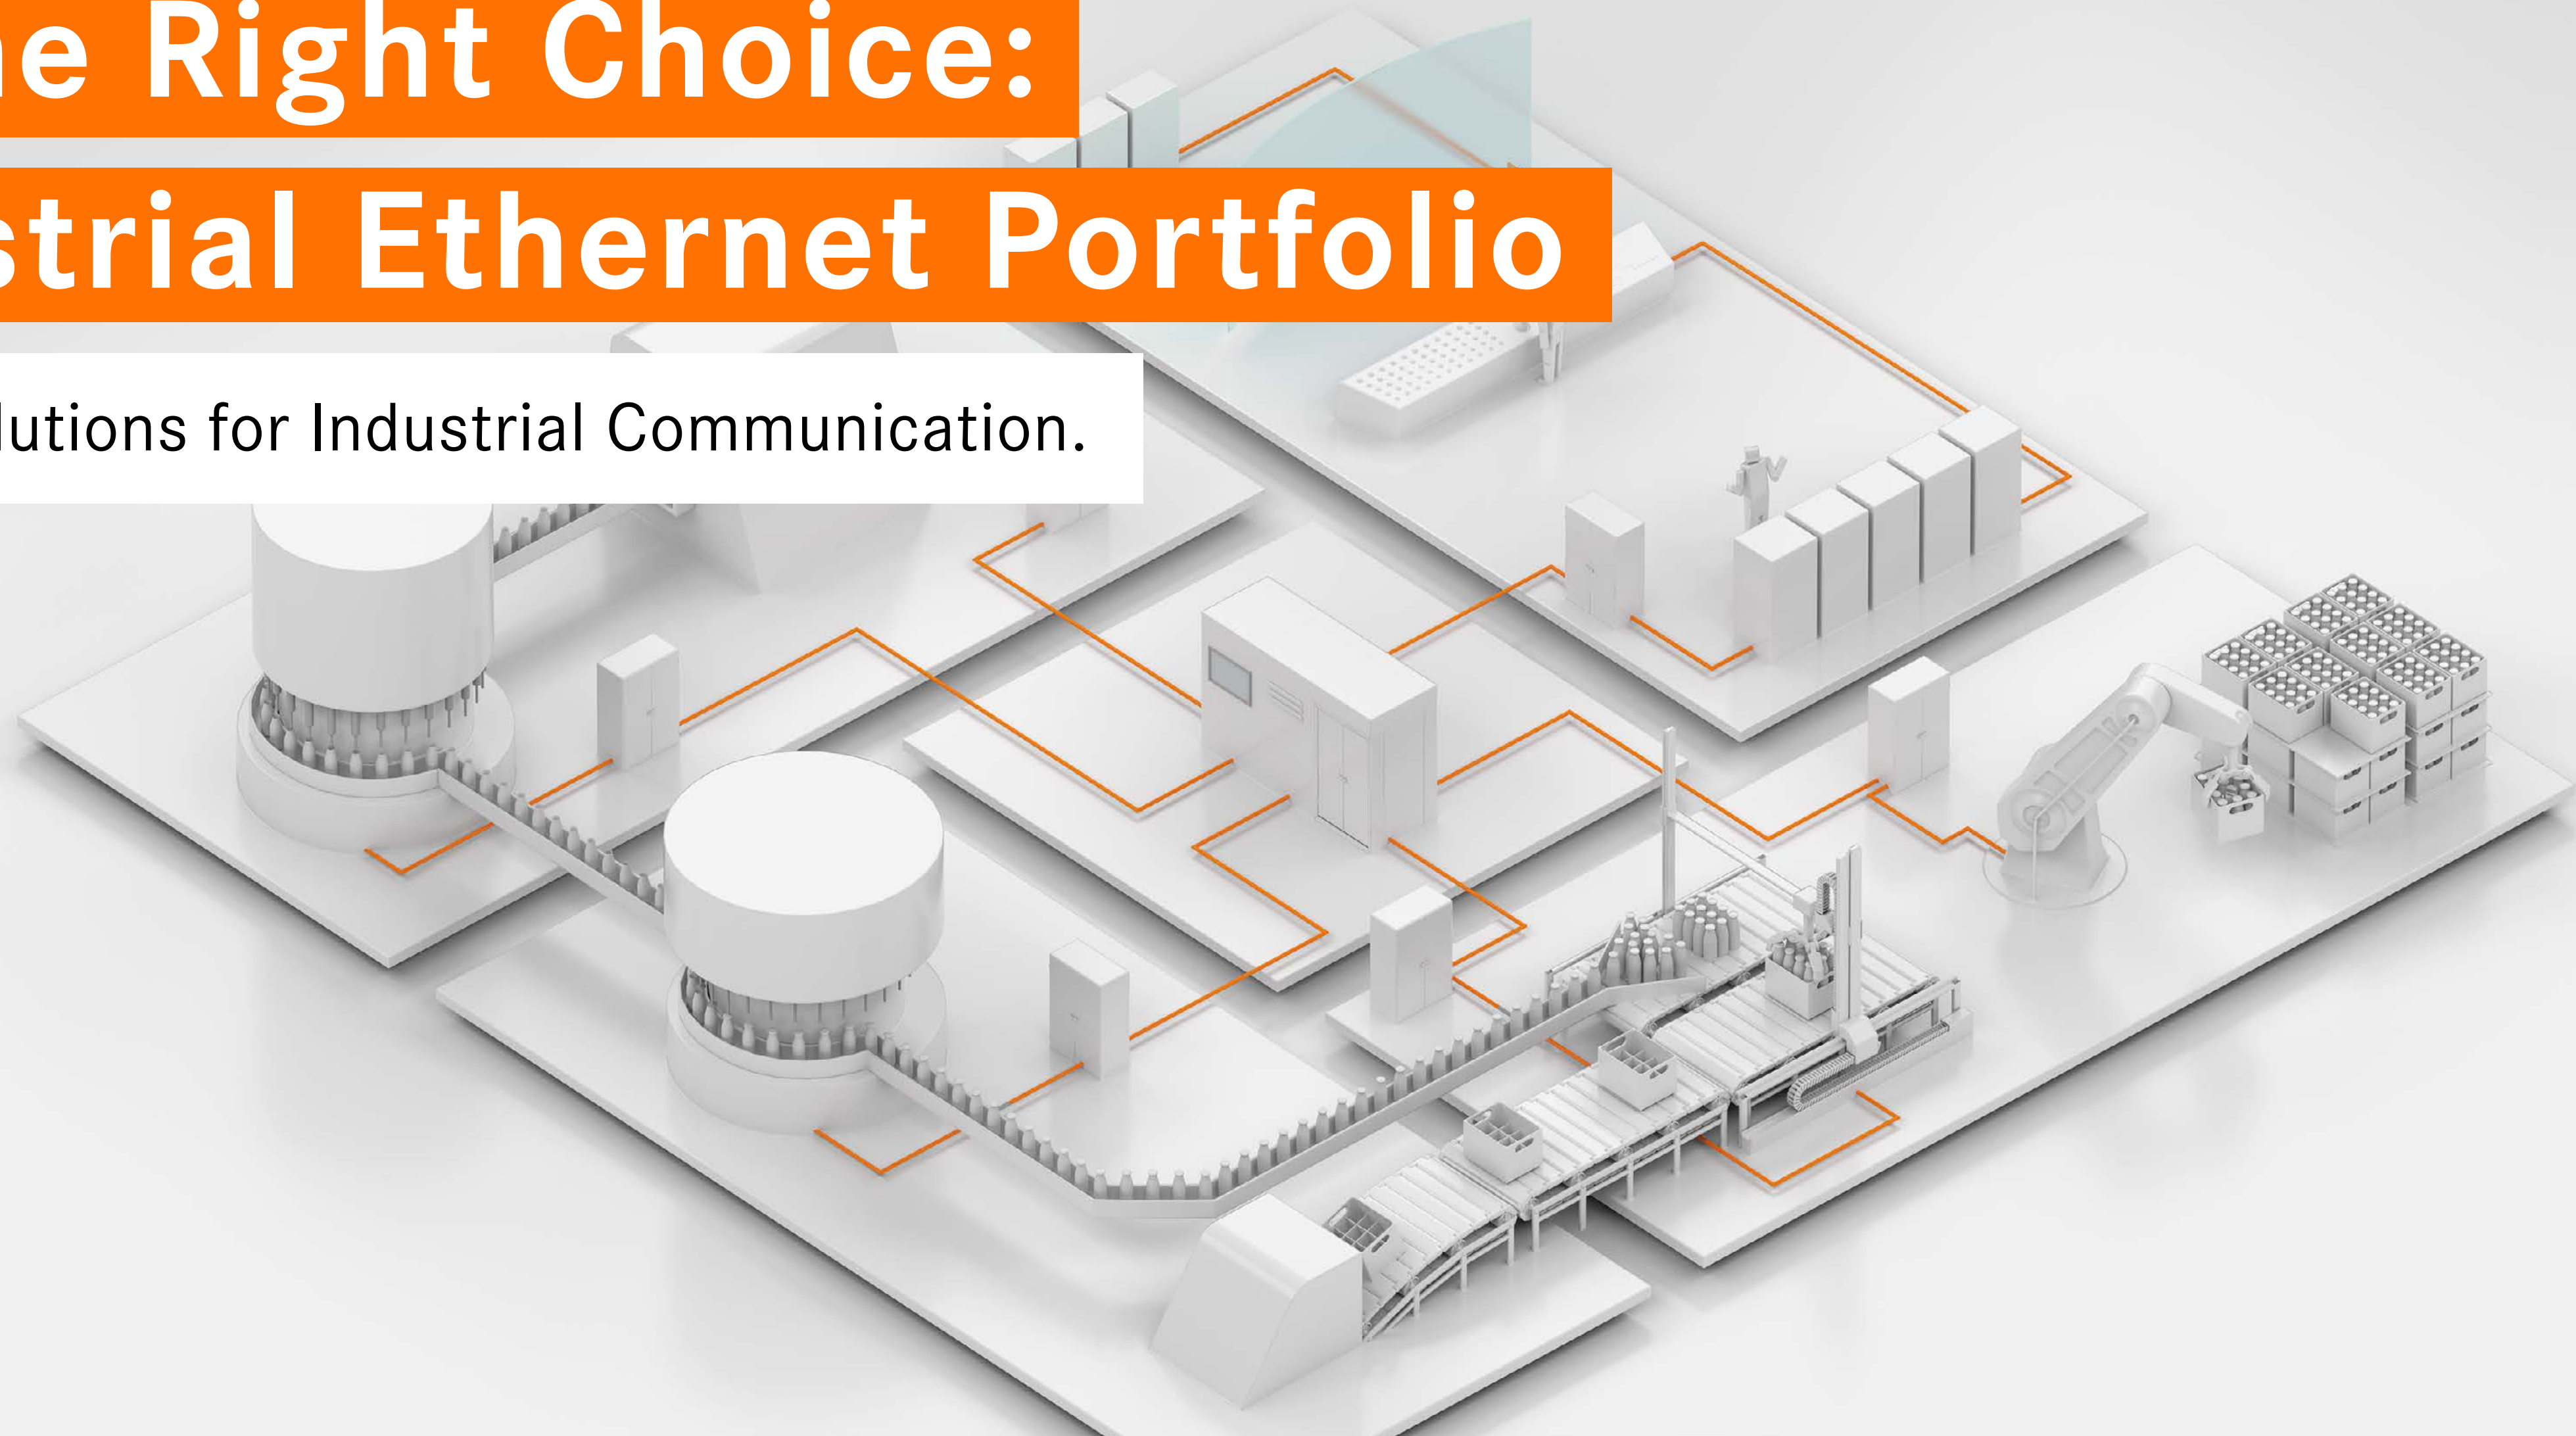 he Right Choice:
strial Ethernet Portfolio
lutions for Industrial Communication.